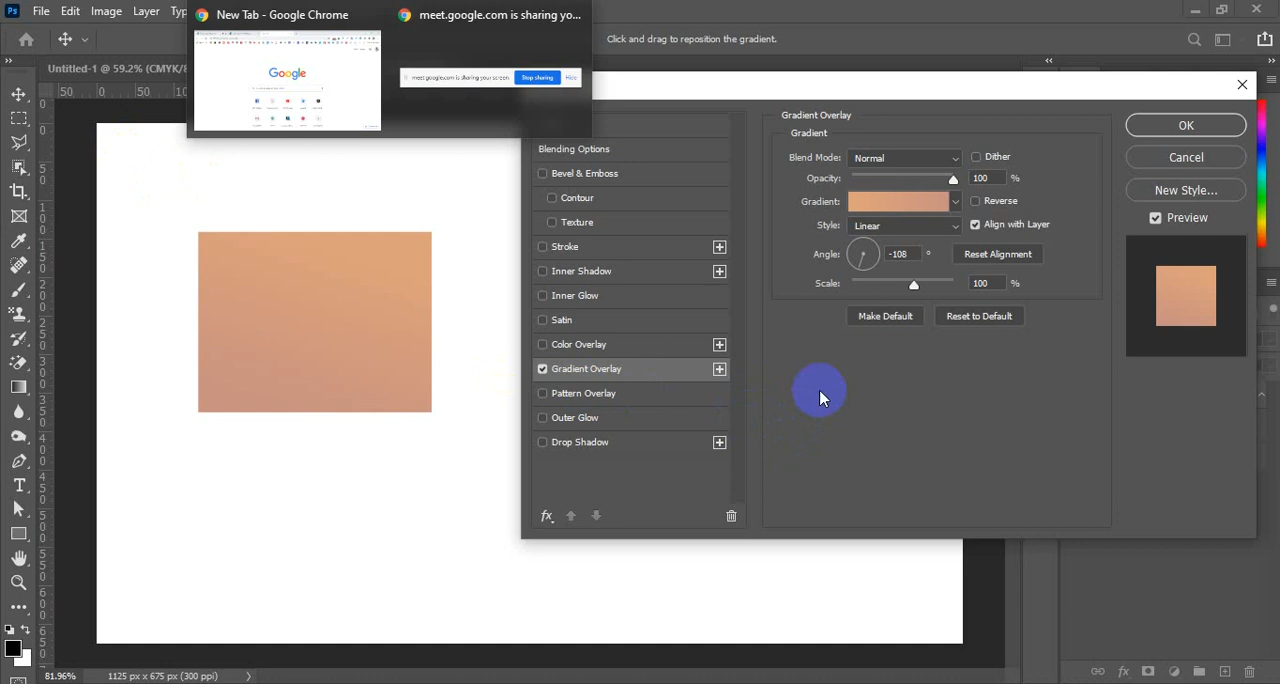 Ps File Edit Image Layer Ty
New Tab - Google Chrome
meet.google.com is sharing yo...
Google
meet.google.com is sharing your screen.
Stop sharing
Hide
Click and drag to reposition the gradient.
Untitled-1 @ 59.2% (CMYK/8
50 0 50 10
Blending Options
Bevel & Emboss
Contour
Texture
Stroke
Inner Shadow
Inner Glow
Satin
Color Overlay
Gradient Overlay
Pattern Overlay
Outer Glow
Drop Shadow
fx
Gradient Overlay
Gradient
Blend Mode: Normal Dither
Opacity: 100 %
Gradient: Reverse
Style: Linear Align with Layer
Angle: -108 ° Reset Alignment
Scale: 100 %
Make Default Reset to Default
OK
Cancel
New Style...
Preview
81.96% 1125 px x 675 px (300 ppi)
fx